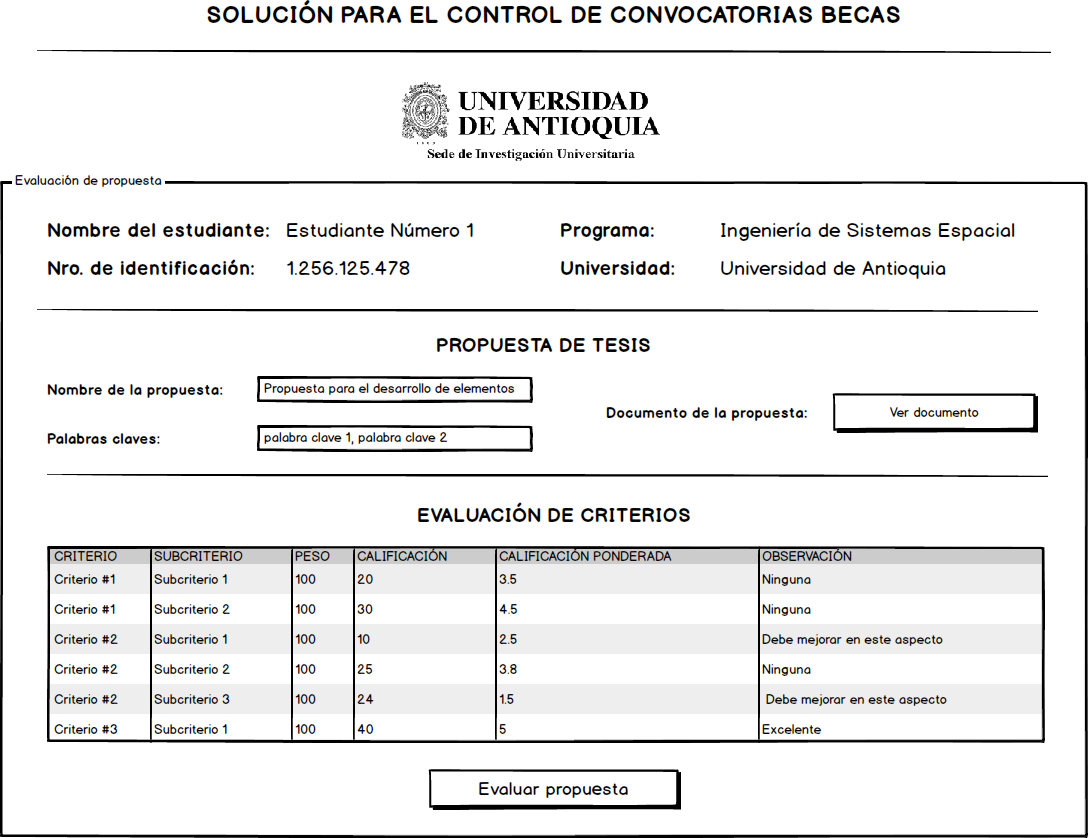 SOLUCIÓN PARA EL CONTROL DE CONVOCATORIAS BECAS
UNIVERSIDAD
DE ANTIOQUIA
Sede de Investigación Universitaria
Evaluación de propuesta
Nombre del estudiante: Estudiante Número 1 Programa: Ingeniería de Sistemas Espacial
Nro. de identificación: 1.256.125.478 Universidad: Universidad de Antioquia
PROPUESTA DE TESIS
Nombre de la propuesta: Propuesta para el desarrollo de elementos
Documento de la propuesta: Ver documento
Palabras claves: palabra clave 1, palabra clave 2
EVALUACIÓN DE CRITERIOS
CRITERIO SUBCRITERIO PESO CALIFICACIÓN CALIFICACIÓN PONDERADA OBSERVACIÓN
Criterio #1 Subcriterio 1 100 20 3.5 Ninguna
Criterio #1 Subcriterio 2 100 30 4.5 Ninguna
Criterio #2 Subcriterio 1 100 10 2.5 Debe mejorar en este aspecto
Criterio #2 Subcriterio 2 100 25 3.8 Ninguna
Criterio #2 Subcriterio 3 100 24 1.5 Debe mejorar en este aspecto
Criterio #3 Subcriterio 1 100 40 5 Excelente
Evaluar propuesta